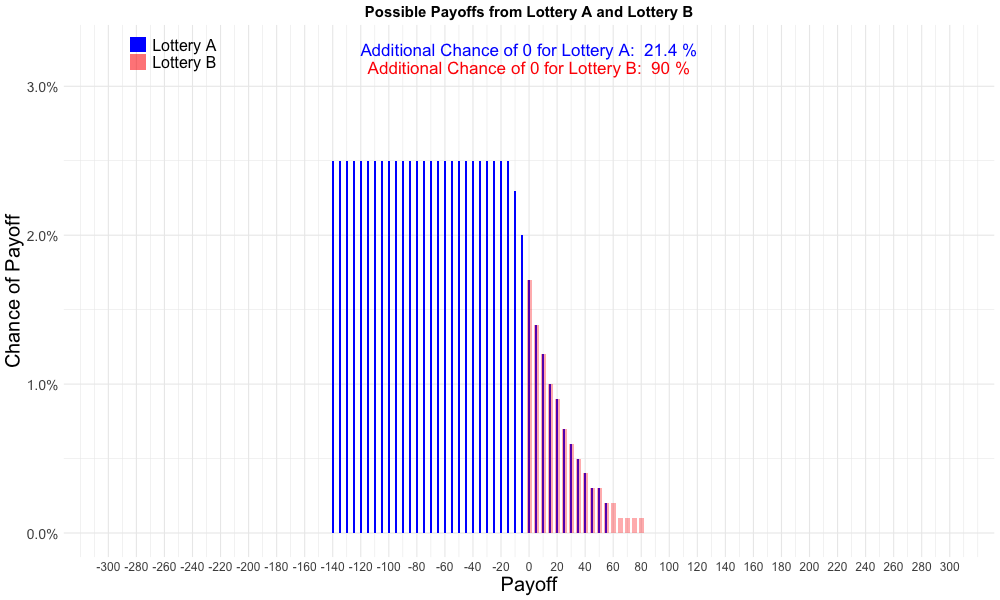 Possible Payoffs from Lottery A and Lottery B
Lottery A
Lottery B
Additional Chance of 0 for Lottery A:  21.4 %
Additional Chance of 0 for Lottery B:  90 %
Chance of Payoff
3.0%
2.0%
1.0%
0.0%
-300 -280 -260 -240 -220 -200 -180 -160 -140 -120 -100 -80 -60 -40 -20 0 20 40 60 80 100 120 140 160 180 200 220 240 260 280 300
Payoff